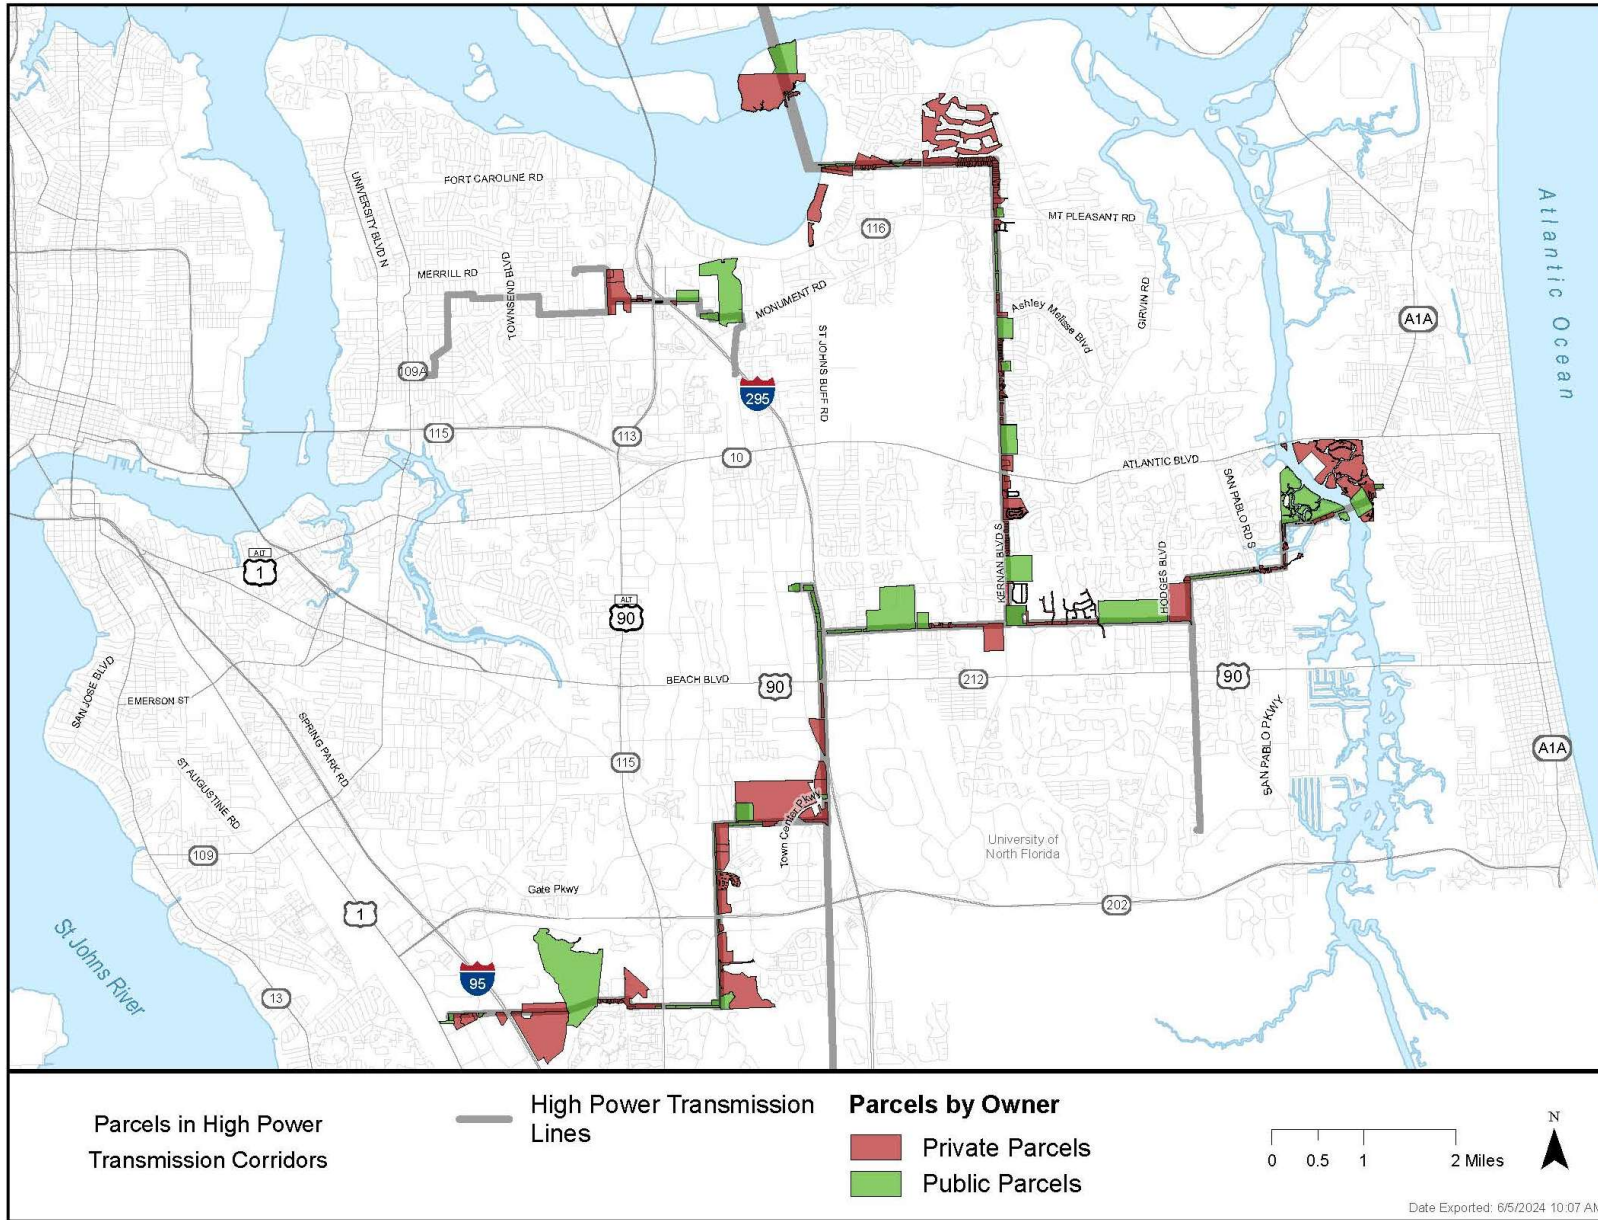 FORT CAROLINE RD
UNIVERSITY BLVD N
MERRILL RD
TOWNSEND BLVD
MONUMENT RD
116
MT PLEASANT RD
Ashley Melisse Blvd
GIRVIN RD
A1A
Atlantic Ocean
ST JOHNS BUFF RD
109A
295
115
113
10
ATLANTIC BLVD
SAN PABLO RD S
KERNAN BLVD S
HODGES BLVD
ALT
1
ALT
90
SAN JOSE BLVD
EMERSON ST
SPRING PARK RD
ST AUGUSTINE RD
BEACH BLVD
90
212
90
SAN PABLO PKWY
A1A
115
Town Center Pkwy
109
University of
North Florida
Gate Pkwy
1
202
St Johns River
95
13
Parcels in High Power
Transmission Corridors
High Power Transmission
Lines
Parcels by Owner
Private Parcels
Public Parcels
0 0.5 1 2 Miles
N
Date Exported: 6/5/2024 10:07 AM